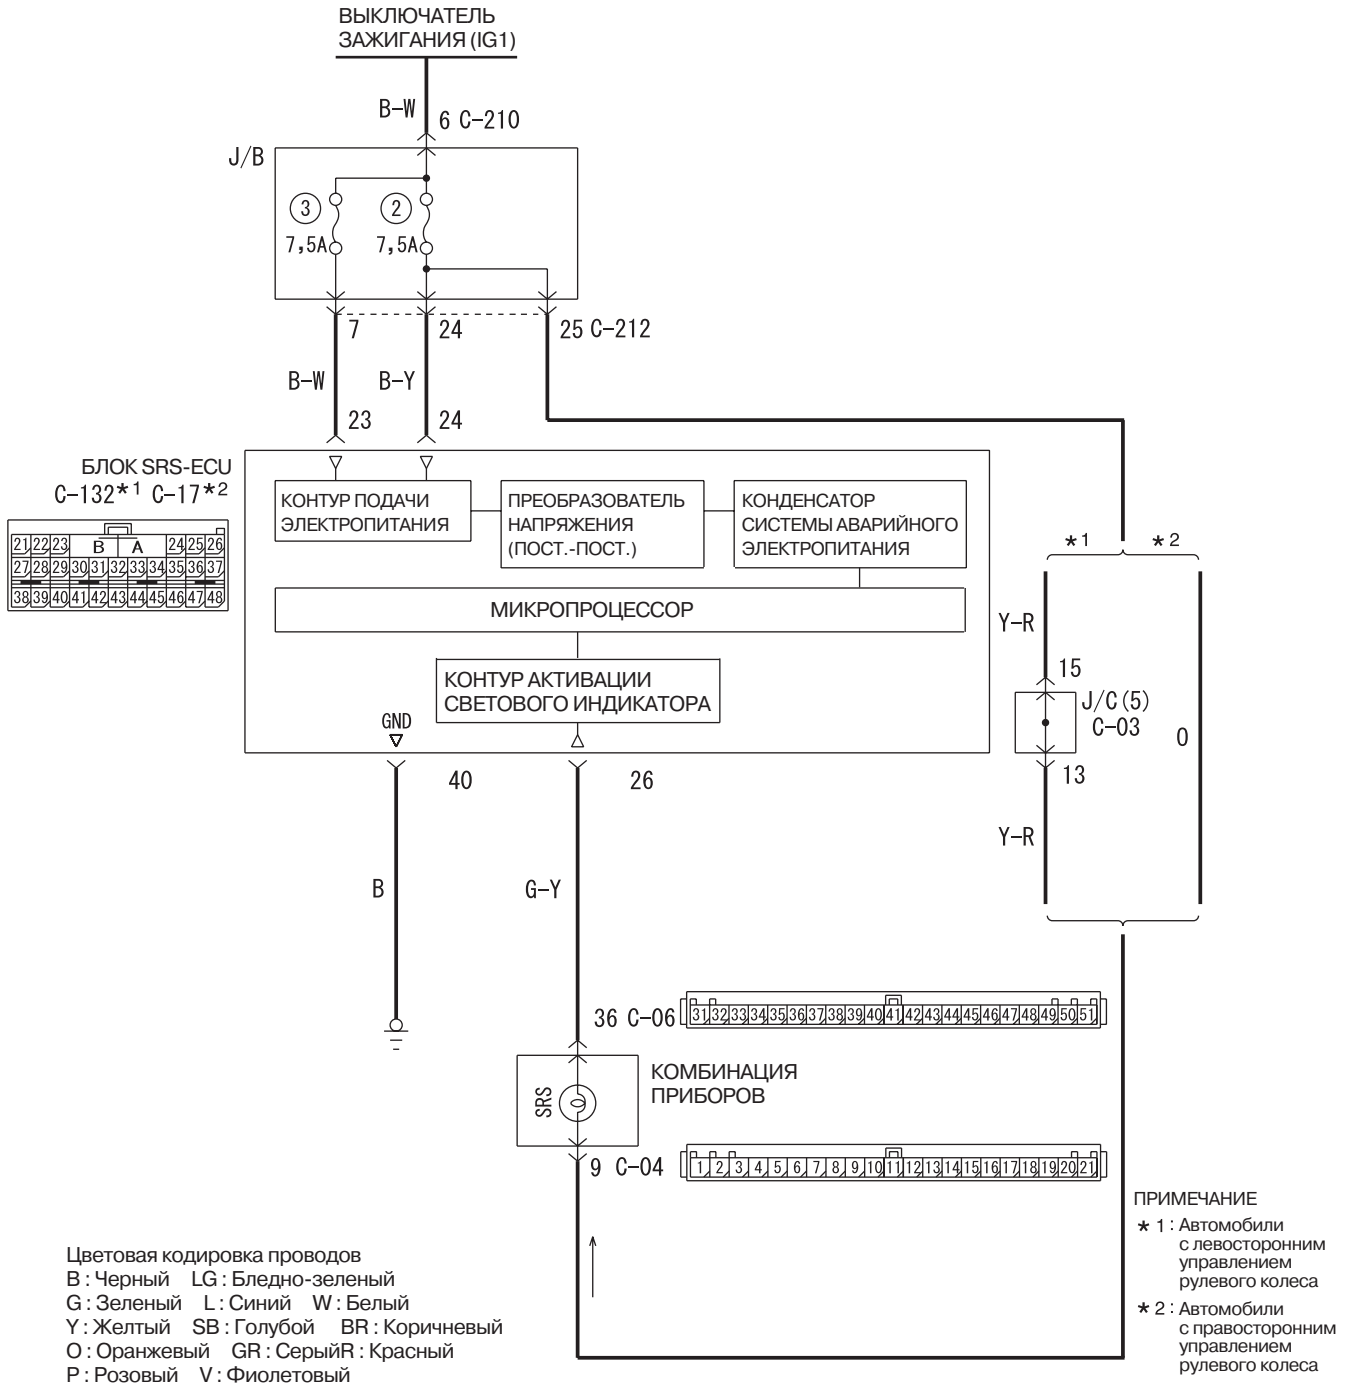 ВЫКЛЮЧАТЕЛЬ
ЗАЖИГАНИЯ (IG1)
B-W
6 C-210
J/B
3
2
7,5A
7,5A
7
24
25 C-212
B-W
B-Y
23
24
БЛОК SRS-ECU
C-132*1 C-17*2
КОНТУР ПОДАЧИ
ЭЛЕКТРОПИТАНИЯ
ПРЕОБРАЗОВАТЕЛЬ
НАПРЯЖЕНИЯ
(ПОСТ.-ПОСТ.)
КОНДЕНСАТОР
СИСТЕМЫ АВАРИЙНОГО
ЭЛЕКТРОПИТАНИЯ
21 22 23 B A 24 25 26
27 28 29 30 31 32 33 34 35 36 37
38 39 40 41 42 43 44 45 46 47 48
*1
*2
МИКРОПРОЦЕССОР
Y-R
КОНТУР АКТИВАЦИИ
СВЕТОВОГО ИНДИКАТОРА
15
J/C(5)
C-03
GND
O
40
26
13
Y-R
B
G-Y
36 C-06
31 32 33 34 35 36 37 38 39 40 41 42 43 44 45 46 47 48 49 50 51
SRS
КОМБИНАЦИЯ
ПРИБОРОВ
9 C-04
1 2 3 4 5 6 7 8 9 10 11 12 13 14 15 16 17 18 19 20 21
ПРИМЕЧАНИЕ
* 1 : Автомобили
с левосторонним
управлением
рулевого колеса
* 2 : Автомобили
с правосторонним
управлением
рулевого колеса
Цветовая кодировка проводов
B : Черный LG : Бледно-зеленый
G : Зеленый L : Синий W : Белый
Y : Желтый SB : Голубой BR : Коричневый
O : Оранжевый GR : СерыйR : Красный
P : Розовый V : Фиолетовый